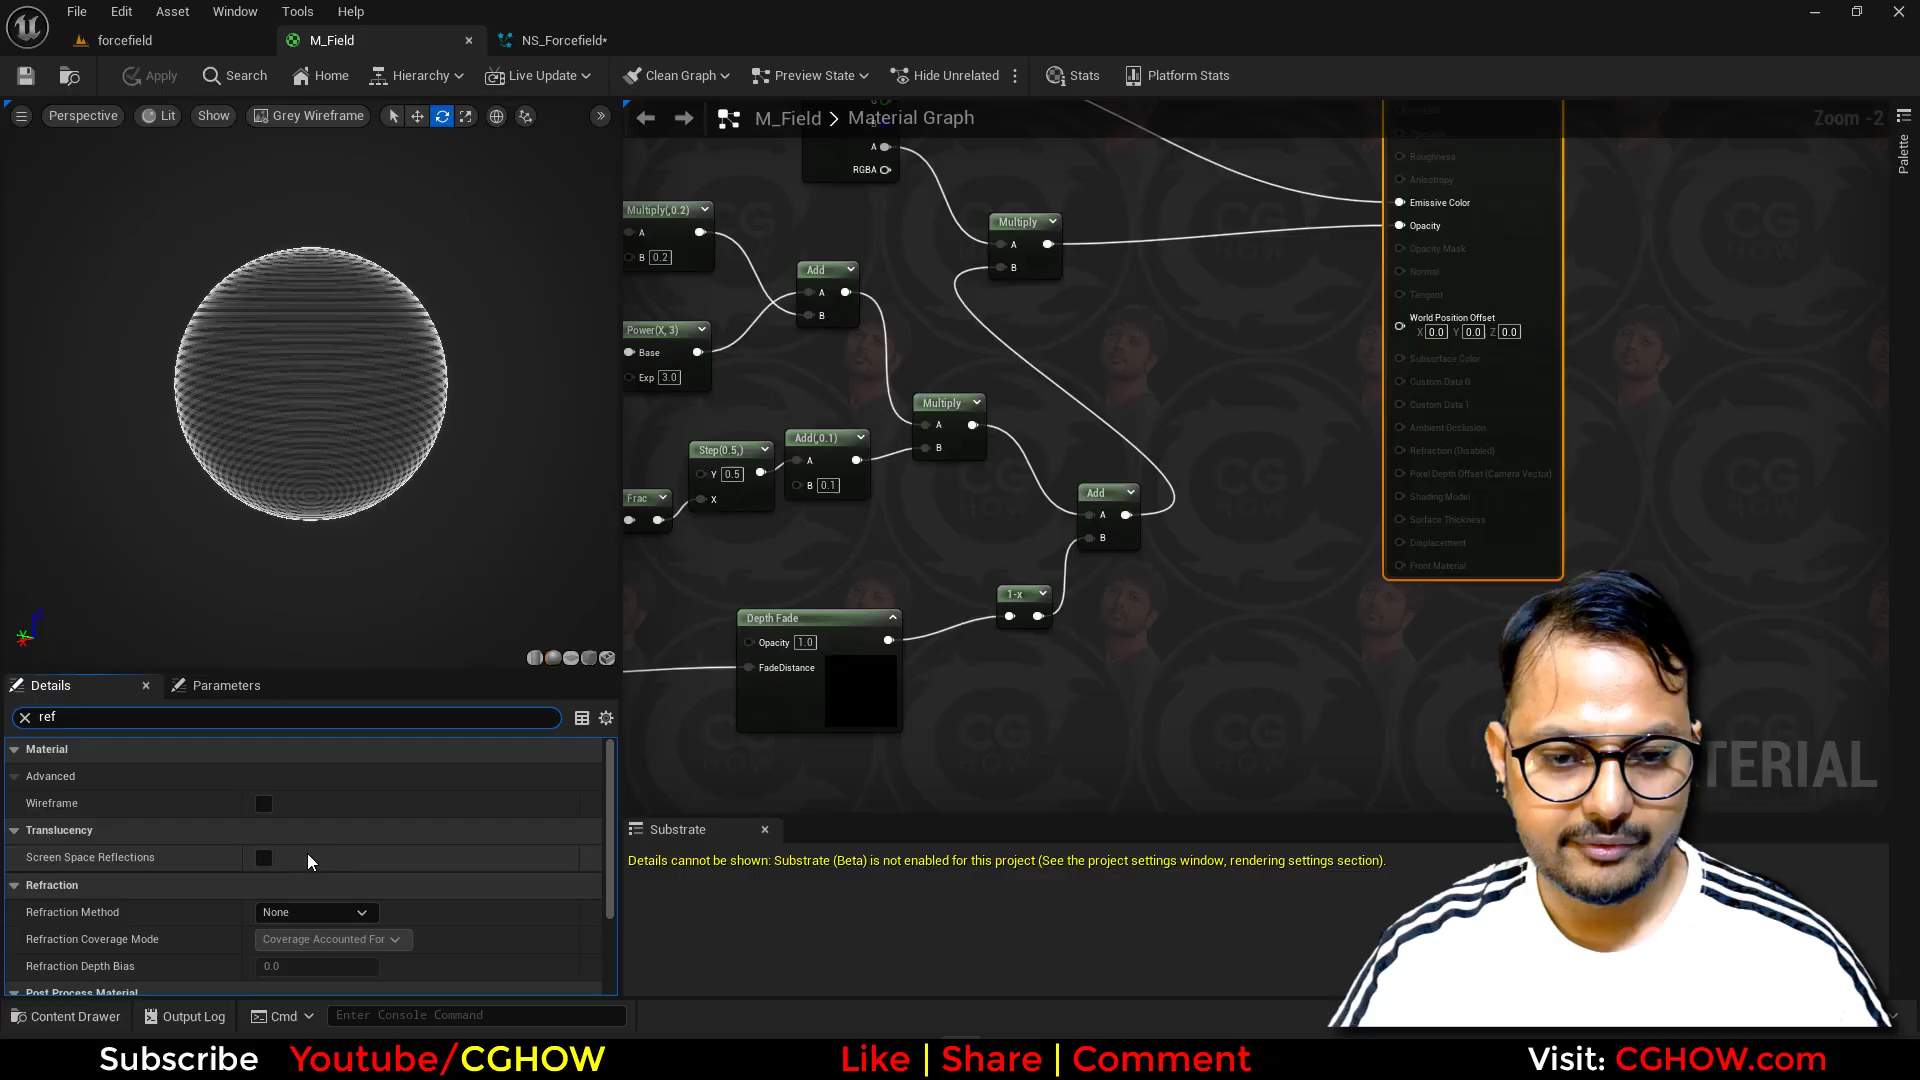 File Edit Asset Window Tools Help
forcefield M_Field NS_Forcefield*
Apply Search Home Hierarchy Live Update Clean Graph Preview State Hide Unrelated Stats Platform Stats
Perspective Lit Show Grey Wireframe
M_Field > Material Graph
Zoom -2
Palette
A
RGBA
Roughness
Anisotropy
Emissive Color
Opacity
Opacity Mask
Normal
Tangent
World Position Offset
X 0.0 Y 0.0 Z 0.0
Subsurface Color
Custom Data 0
Custom Data 1
Ambient Occlusion
Refraction (Disabled)
Pixel Depth Offset (Camera Vector)
Shading Model
Surface Thickness
Displacement
Front Material
Multiply(,0.2)
A
B 0.2
Power(X, 3)
Base
Exp 3.0
Add
A
B
Multiply
A
B
Multiply
A
B
Frac
Step(0.5,)
Y 0.5
X
Add(,0.1)
A
B 0.1
Add
A
B
1-x
Depth Fade
Opacity 1.0
FadeDistance
CG HOW
MATERIAL
Details Parameters
ref
Material
Advanced
Wireframe
Translucency
Screen Space Reflections
Refraction
Refraction Method None
Refraction Coverage Mode Coverage Accounted For
Refraction Depth Bias 0.0
Post Process Material
Substrate
Details cannot be shown: Substrate (Beta) is not enabled for this project (See the project settings window, rendering settings section).
Content Drawer Output Log Cmd Enter Console Command
Subscribe Youtube/CGHOW Like | Share | Comment Visit: CGHOW.com